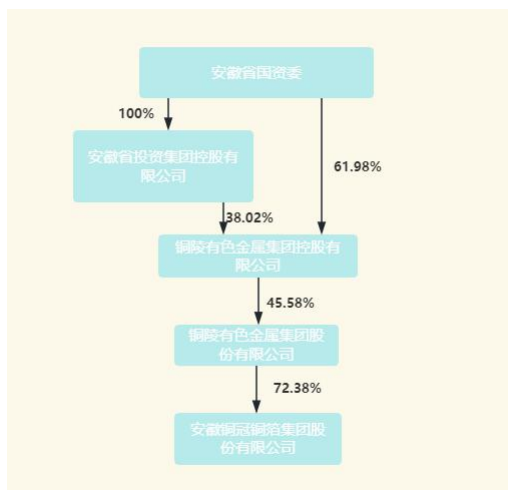 安徽省国资委
100%
安徽省投资集团控股有
限公司
61.98%
38.02%
铜陵有色金属集团控股有
限公司
45.58%
铜陵有色金属集团股
份有限公司
72.38%
安徽铜冠铜箔集团股
份有限公司